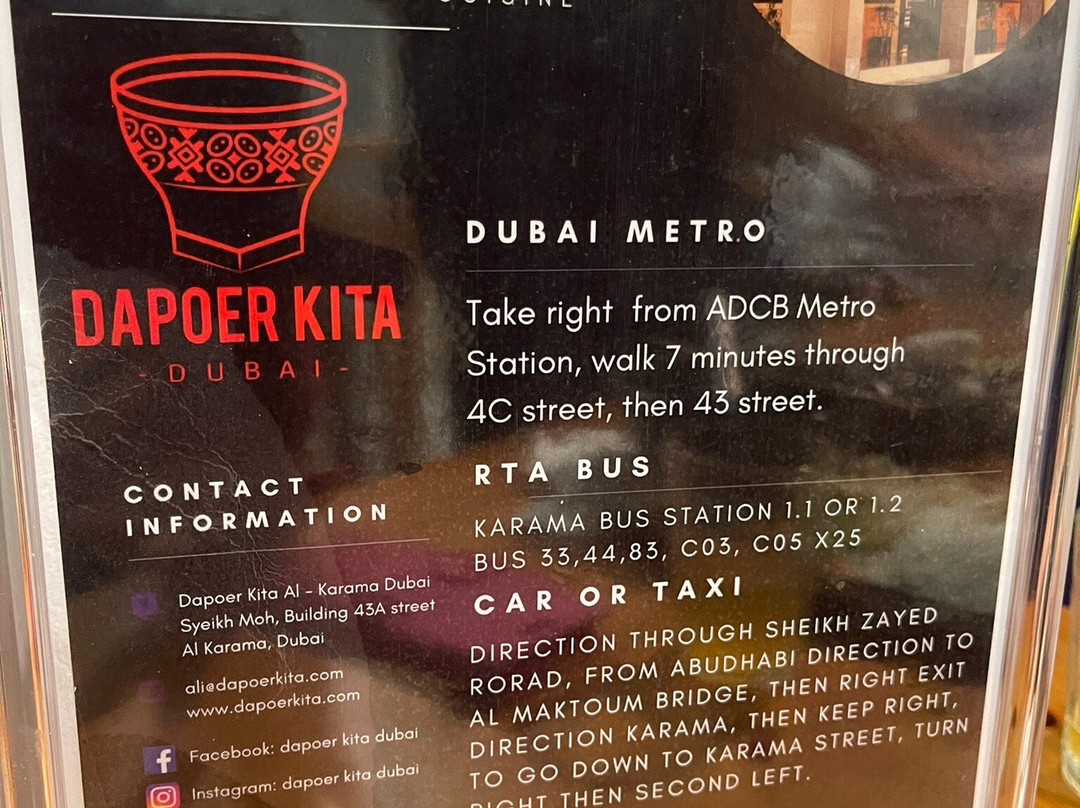 CUISINE
DAPOER KITA
- DUBAI -
CONTACT
INFORMATION
Dapoer Kita Al - Karama Dubai
Syeikh Moh, Building 43A street
Al Karama, Dubai
ali@dapoerkita.com
www.dapoerkita.com
Facebook: dapoer kita dubai
Instagram: dapoer kita dubai
DUBAI METRO
Take right from ADCB Metro
Station, walk 7 minutes through
4C street, then 43 street.
RTA BUS
KARAMA BUS STATION 1.1 OR 1.2
BUS 33,44,83, C03, C05 X25
CAR OR TAXI
DIRECTION THROUGH SHEIKH ZAYED
RORAD, FROM ABUDHABI DIRECTION TO
AL MAKTOUM BRIDGE, THEN RIGHT EXIT
DIRECTION KARAMA, THEN KEEP RIGHT,
TO GO DOWN TO KARAMA STREET, TURN
RIGHT THEN SECOND LEFT.